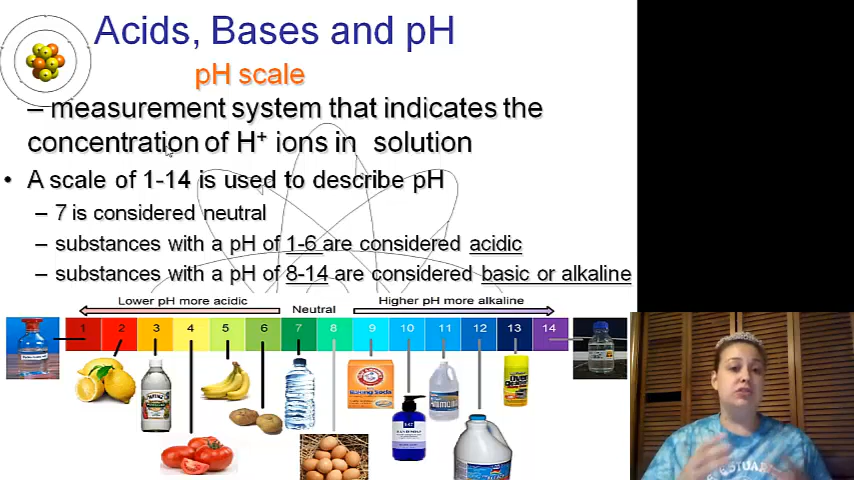 Acids, Bases and pH
pH scale
– measurement system that indicates the
concentration of H⁺ ions in solution
• A scale of 1-14 is used to describe pH
– 7 is considered neutral
– substances with a pH of 1-6 are considered acidic
– substances with a pH of 8-14 are considered basic or alkaline
Lower pH more acidic
Neutral
Higher pH more alkaline
1 2 3 4 5 6 7 8 9 10 11 12 13 14
Baking Soda
Oven